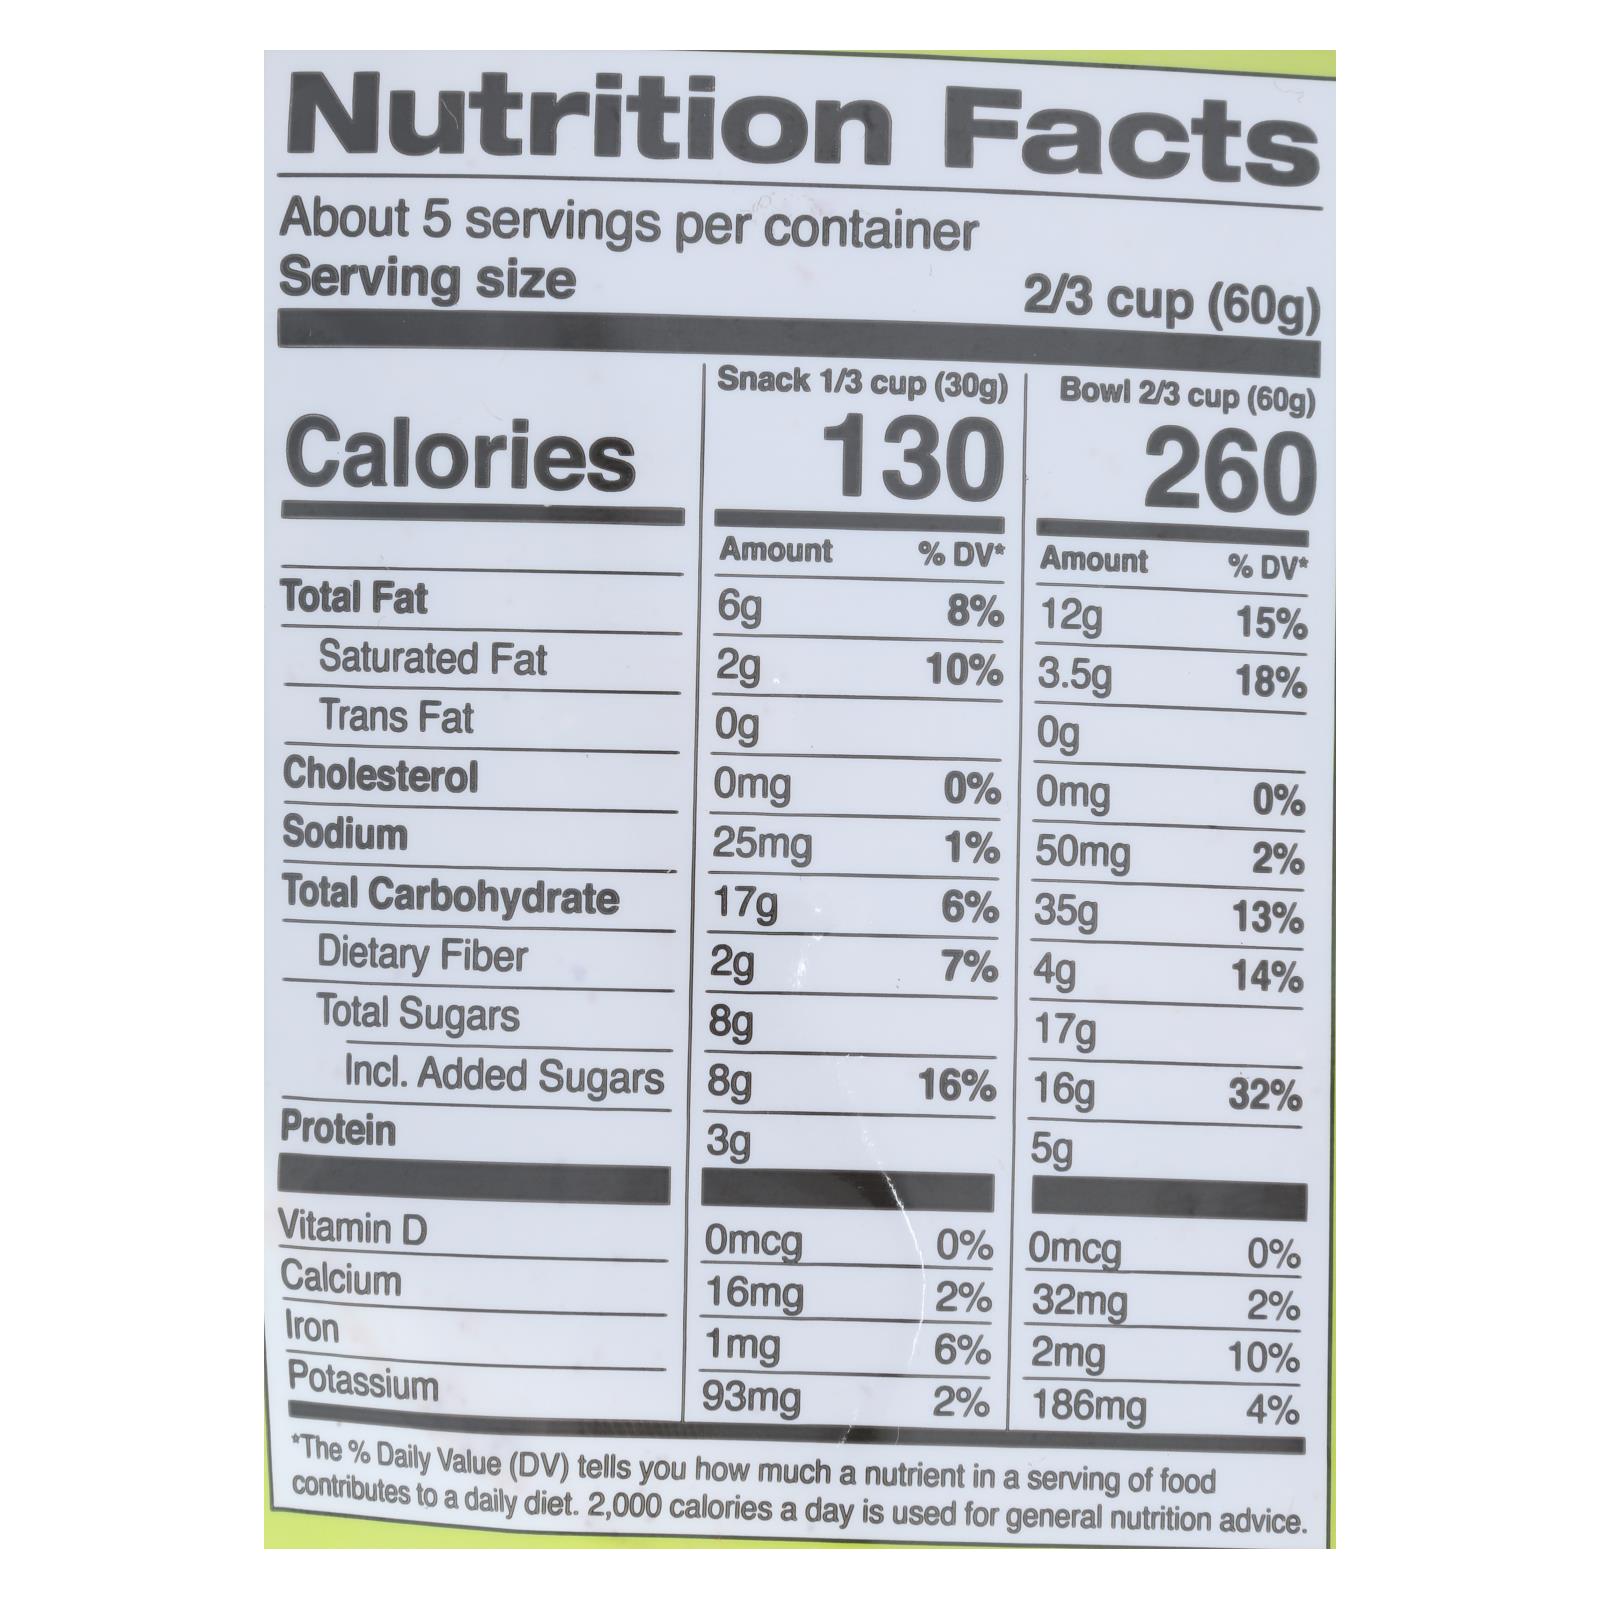 Nutrition Facts
About 5 servings per container
Serving size 2/3 cup (60g)
Snack 1/3 cup (30g) Bowl 2/3 cup (60g)
Calories 130 260
Amount % DV* Amount % DV*
Total Fat 6g 8% 12g 15%
Saturated Fat 2g 10% 3.5g 18%
Trans Fat 0g 0g
Cholesterol 0mg 0% 0mg 0%
Sodium 25mg 1% 50mg 2%
Total Carbohydrate 17g 6% 35g 13%
Dietary Fiber 2g 7% 4g 14%
Total Sugars 8g 17g
Incl. Added Sugars 8g 16% 16g 32%
Protein 3g 5g
Vitamin D 0mcg 0% 0mcg 0%
Calcium 16mg 2% 32mg 2%
Iron 1mg 6% 2mg 10%
Potassium 93mg 2% 186mg 4%
*The % Daily Value (DV) tells you how much a nutrient in a serving of food
contributes to a daily diet. 2,000 calories a day is used for general nutrition advice.